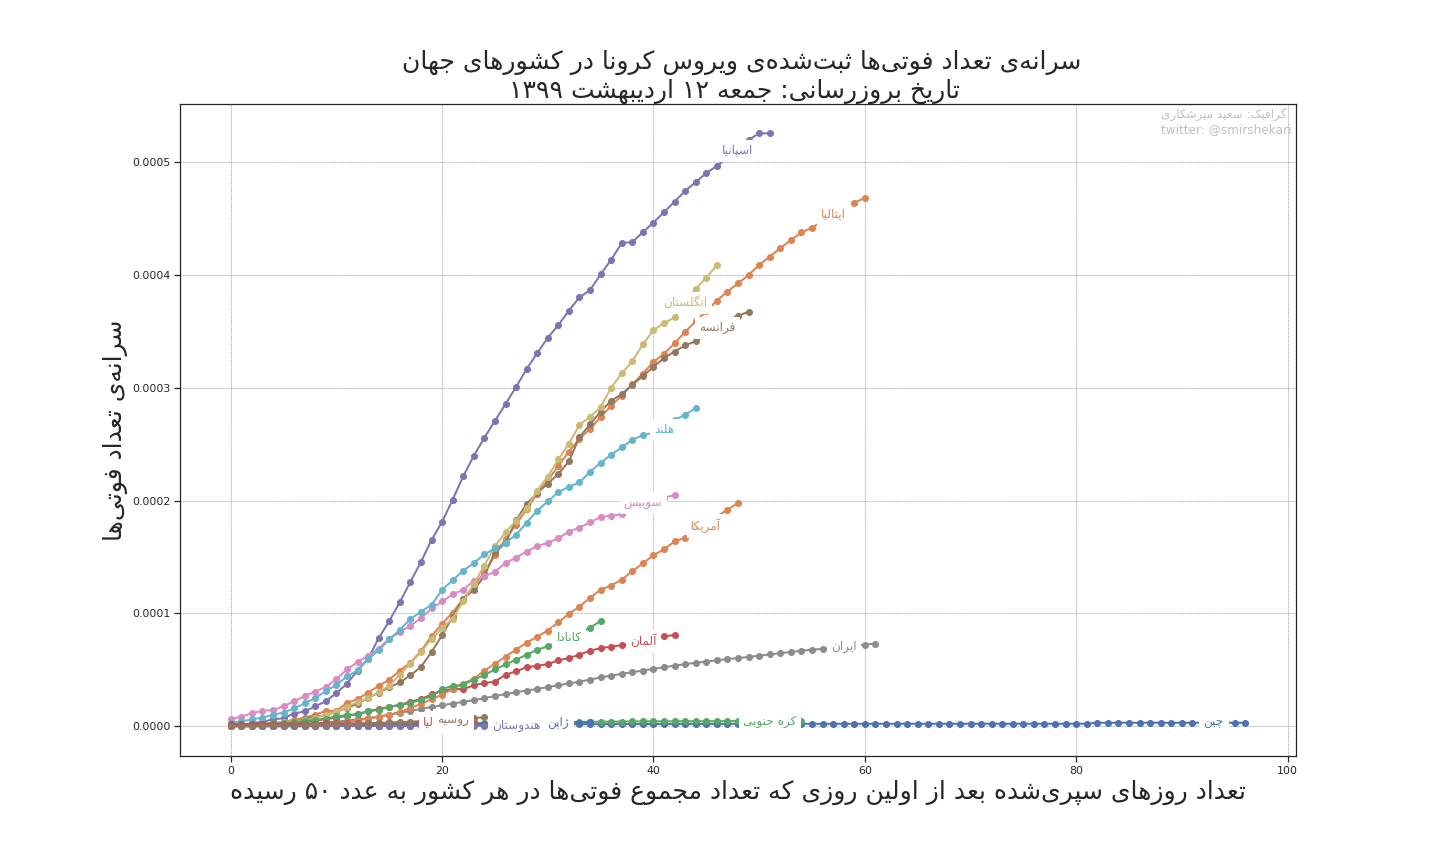 سرانه‌ی تعداد فوتی‌ها ثبت‌شده‌ی ویروس کرونا در کشورهای جهان
تاریخ بروزرسانی: جمعه ۱۲ اردیبهشت ۱۳۹۹
گرافیک: سعید میرشکاری
twitter: @smirshekari
سرانه‌ی تعداد فوتی‌ها
0.0005
0.0004
0.0003
0.0002
0.0001
0.0000
اسپانیا
ایتالیا
انگلستان
فرانسه
هلند
سوییس
آمریکا
کانادا
آلمان
ایران
لیا
روسیه
هندوستان
ژاپن
کره جنوبی
چین
0
20
40
60
80
100
تعداد روزهای سپری‌شده بعد از اولین روزی که تعداد مجموع فوتی‌ها در هر کشور به عدد ۵۰ رسیده